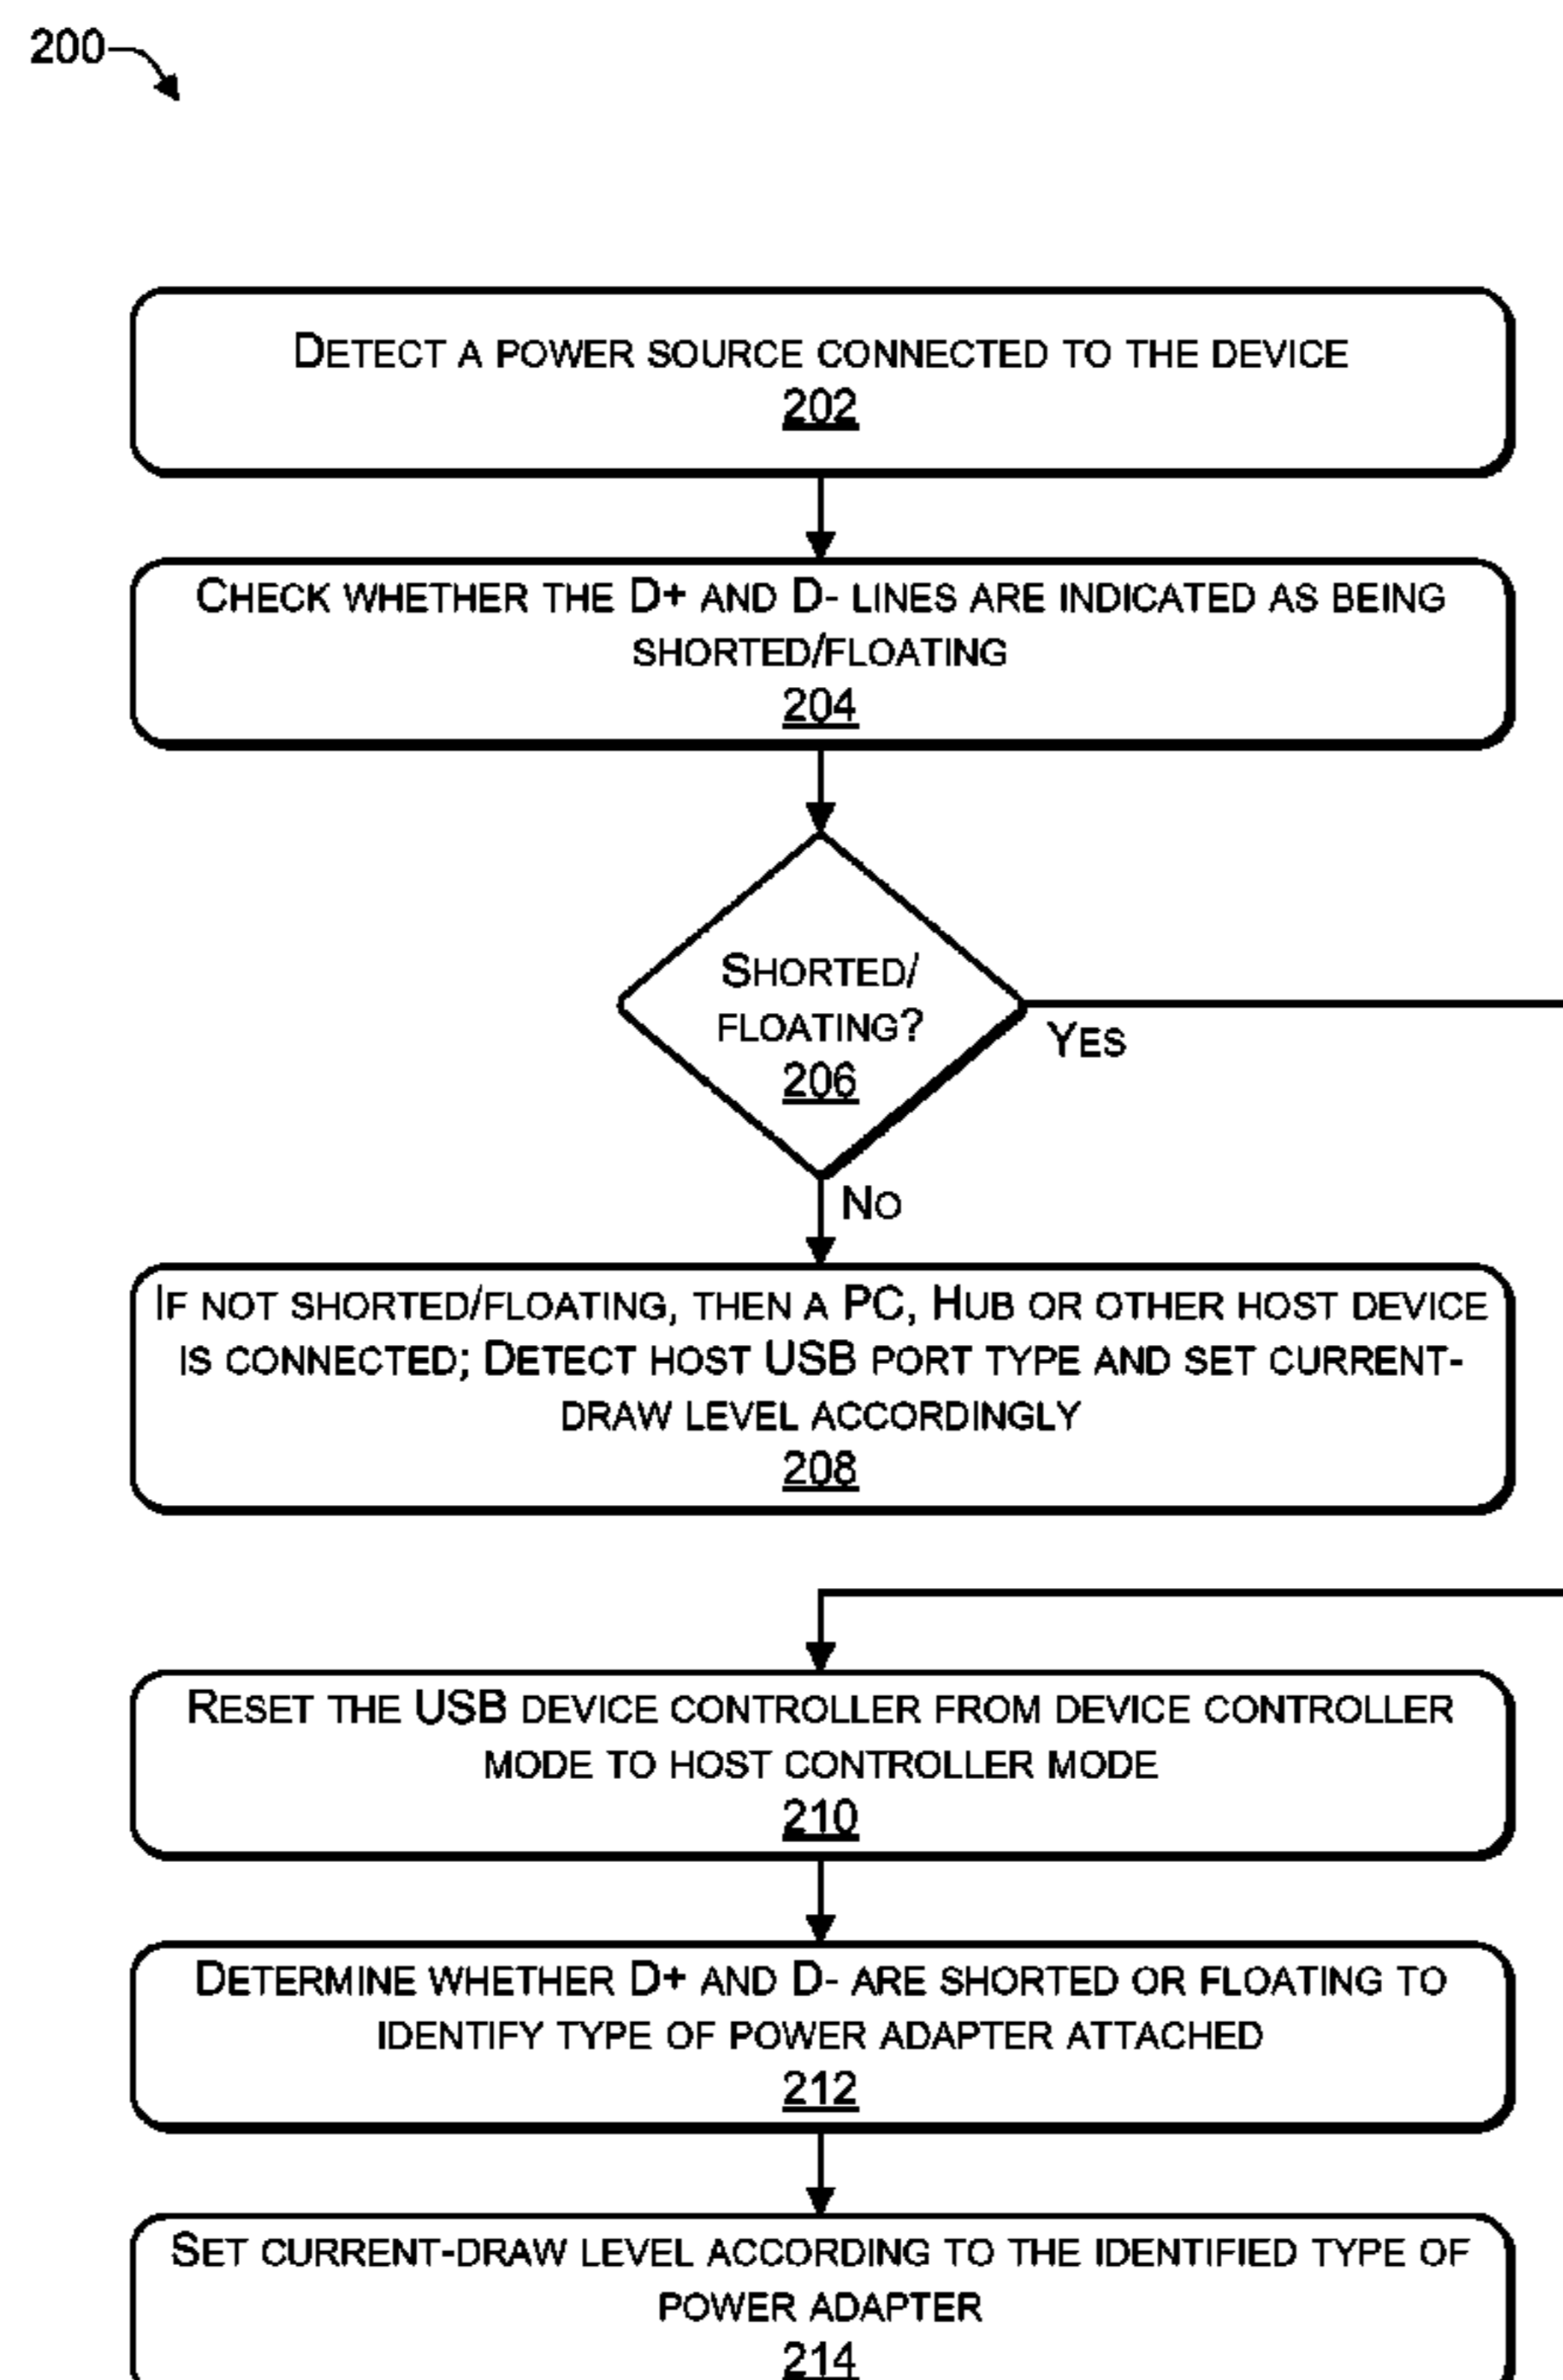 200
DETECT A POWER SOURCE CONNECTED TO THE DEVICE
202
CHECK WHETHER THE D+ AND D- LINES ARE INDICATED AS BEING
SHORTED/FLOATING
204
SHORTED/
FLOATING?
206
YES
NO
IF NOT SHORTED/FLOATING, THEN A PC, HUB OR OTHER HOST DEVICE
IS CONNECTED; DETECT HOST USB PORT TYPE AND SET CURRENT-
DRAW LEVEL ACCORDINGLY
208
RESET THE USB DEVICE CONTROLLER FROM DEVICE CONTROLLER
MODE TO HOST CONTROLLER MODE
210
DETERMINE WHETHER D+ AND D- ARE SHORTED OR FLOATING TO
IDENTIFY TYPE OF POWER ADAPTER ATTACHED
212
SET CURRENT-DRAW LEVEL ACCORDING TO THE IDENTIFIED TYPE OF
POWER ADAPTER
214